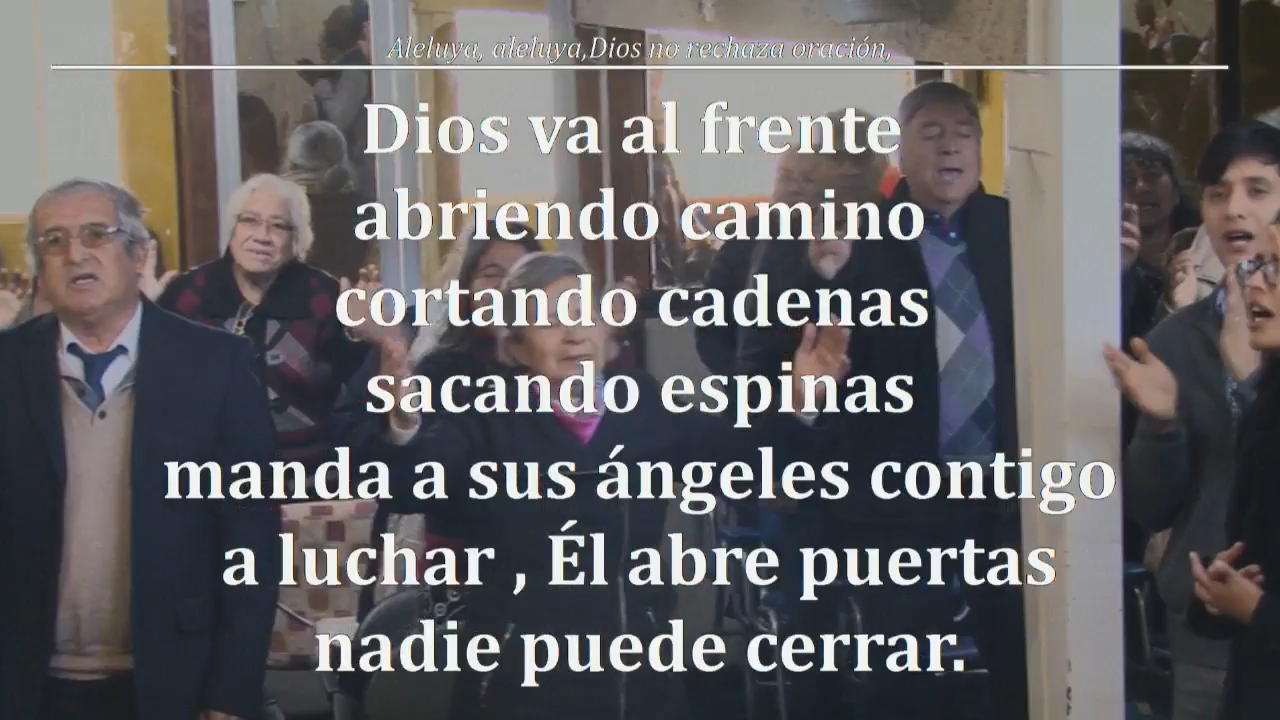 Aleluya, aleluya,Dios no rechaza oración,
Dios va al frente
abriendo camino
cortando cadenas
sacando espinas
manda a sus ángeles contigo
a luchar , Él abre puertas
nadie puede cerrar.